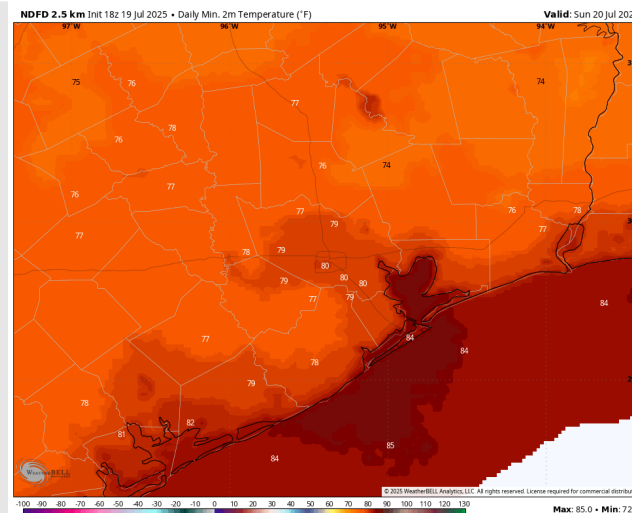 NDFD 2.5 km Init 18z 19 Jul 2025 • Daily Min. 2m Temperature (°F)
Valid: Sun 20 Jul 202
97°W 96°W 95°W 94°W
75 76 77 74
76 78
76 74
76 77
77 76 78
77 79 77
78 79
80
79 80 80
77 79
84
77 84 84
78
79
78
82
81
85
84
WeatherBELL
© 2025 WeatherBELL Analytics, LLC. All rights reserved. License required for commercial distribut
-100 -90 -80 -70 -60 -50 -40 -30 -20 -10 0 10 20 30 40 50 60 70 80 90 100 110 120 130
Max: 85.0 • Min: 72